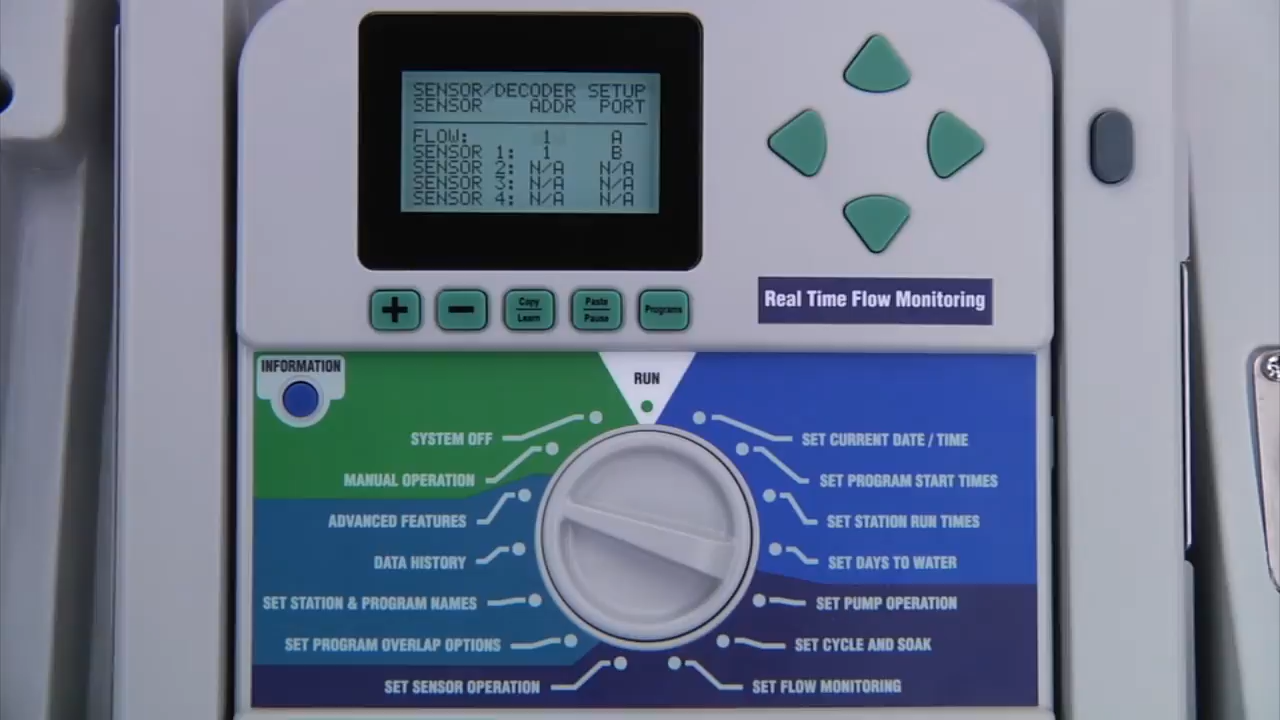 SENSOR/DECODER SETUP
SENSOR ADDR PORT
FLOW: 1 A
SENSOR 1: 1 B
SENSOR 2: N/A N/A
SENSOR 3: N/A N/A
SENSOR 4: N/A N/A
+
−
Copy
Learn
Paste
Pause
Programs
Real Time Flow Monitoring
INFORMATION
RUN
SYSTEM OFF
SET CURRENT DATE / TIME
MANUAL OPERATION
SET PROGRAM START TIMES
ADVANCED FEATURES
SET STATION RUN TIMES
DATA HISTORY
SET DAYS TO WATER
SET STATION & PROGRAM NAMES
SET PUMP OPERATION
SET PROGRAM OVERLAP OPTIONS
SET CYCLE AND SOAK
SET SENSOR OPERATION
SET FLOW MONITORING